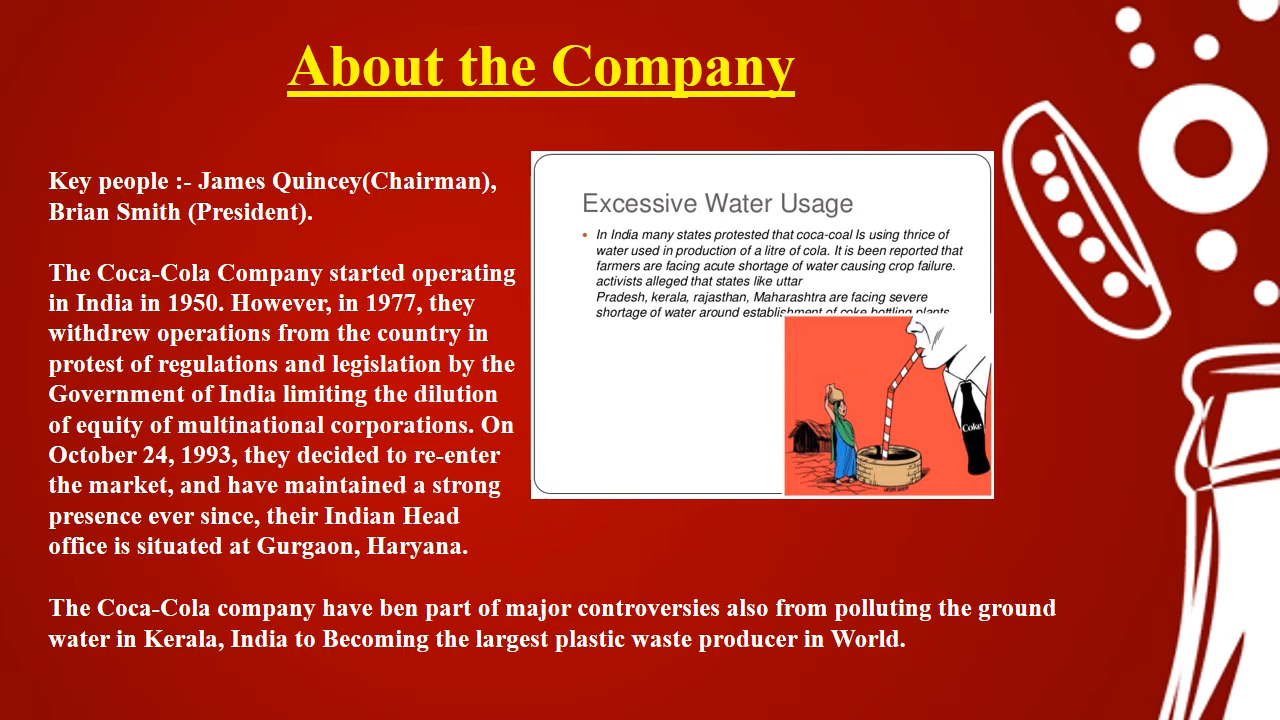 About the Company
Key people :- James Quincey(Chairman),
Brian Smith (President).
The Coca-Cola Company started operating
in India in 1950. However, in 1977, they
withdrew operations from the country in
protest of regulations and legislation by the
Government of India limiting the dilution
of equity of multinational corporations. On
October 24, 1993, they decided to re-enter
the market, and have maintained a strong
presence ever since, their Indian Head
office is situated at Gurgaon, Haryana.
Excessive Water Usage
• In India many states protested that coca-coal Is using thrice of
water used in production of a litre of cola. It is been reported that
farmers are facing acute shortage of water causing crop failure.
activists alleged that states like uttar
Pradesh, kerala, rajasthan, Maharashtra are facing severe
shortage of water around establishment of coke bottling plants
Coke
The Coca-Cola company have ben part of major controversies also from polluting the ground
water in Kerala, India to Becoming the largest plastic waste producer in World.